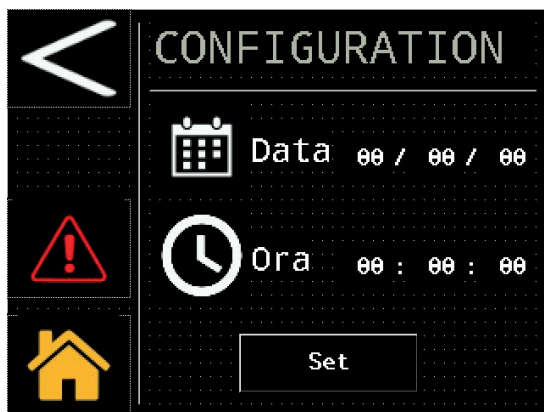 CONFIGURATION
Data 00 / 00 / 00
Ora 00 : 00 : 00
Set